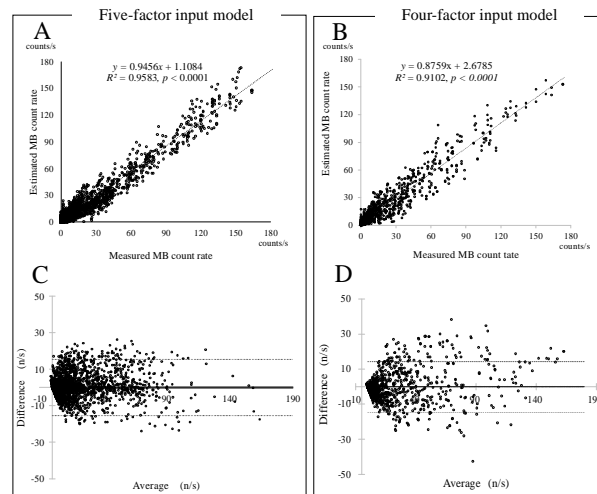 Five-factor input model
Four-factor input model
A
counts/s
y = 0.9456x + 1.1084
R² = 0.9583, p < 0.0001
180
150
120
90
60
30
0
Estimated MB count rate
0 30 60 90 120 150 180
counts/s
Measured MB count rate
B
counts/s
y = 0.8759x + 2.6785
R² = 0.9102, p < 0.0001
180
150
120
90
60
30
0
Estimated MB count rate
0 30 60 90 120 150 180
counts/s
Measured MB count tate
C
50
30
10
-10
-30
-50
Difference (n/s)
-10 40 90 140 190
Average (n/s)
D
50
30
10
-10
-30
-50
Difference (n/s)
-10 40 90 140 190
Average (n/s)